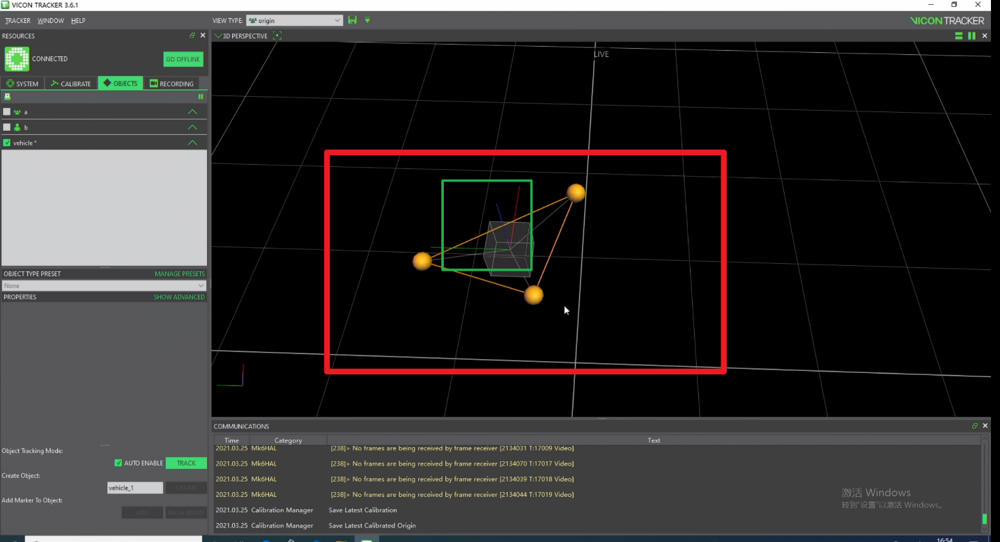 VICON TRACKER 3.6.1
TRACKER WINDOW HELP
VIEW TYPE: origin
VICON TRACKER
RESOURCES
3D PERSPECTIVE
CONNECTED
GO OFFLINE
LIVE
SYSTEM CALIBRATE OBJECTS RECORDING
a
b
vehicle *
OBJECT TYPE PRESET MANAGE PRESETS
None
PROPERTIES SHOW ADVANCED
Object Tracking Mode:
AUTO ENABLE TRACK
Create Object:
vehicle_1 CREATE
Add Marker To Object:
ADD
COMMUNICATIONS
Time Category Text
2021.03.25 Mk6HAL [238]> No frames are being received by frame receiver [2134031 T:17009 Video]
2021.03.25 Mk6HAL [238]> No frames are being received by frame receiver [2134070 T:17017 Video]
2021.03.25 Mk6HAL [238]> No frames are being received by frame receiver [2134039 T:17018 Video]
2021.03.25 Mk6HAL [238]> No frames are being received by frame receiver [2134044 T:17019 Video]
2021.03.25 Calibration Manager Save Latest Calibration
2021.03.25 Calibration Manager Save Latest Calibrated Origin
激活 Windows
转到"设置"以激活 Windows。
16:54